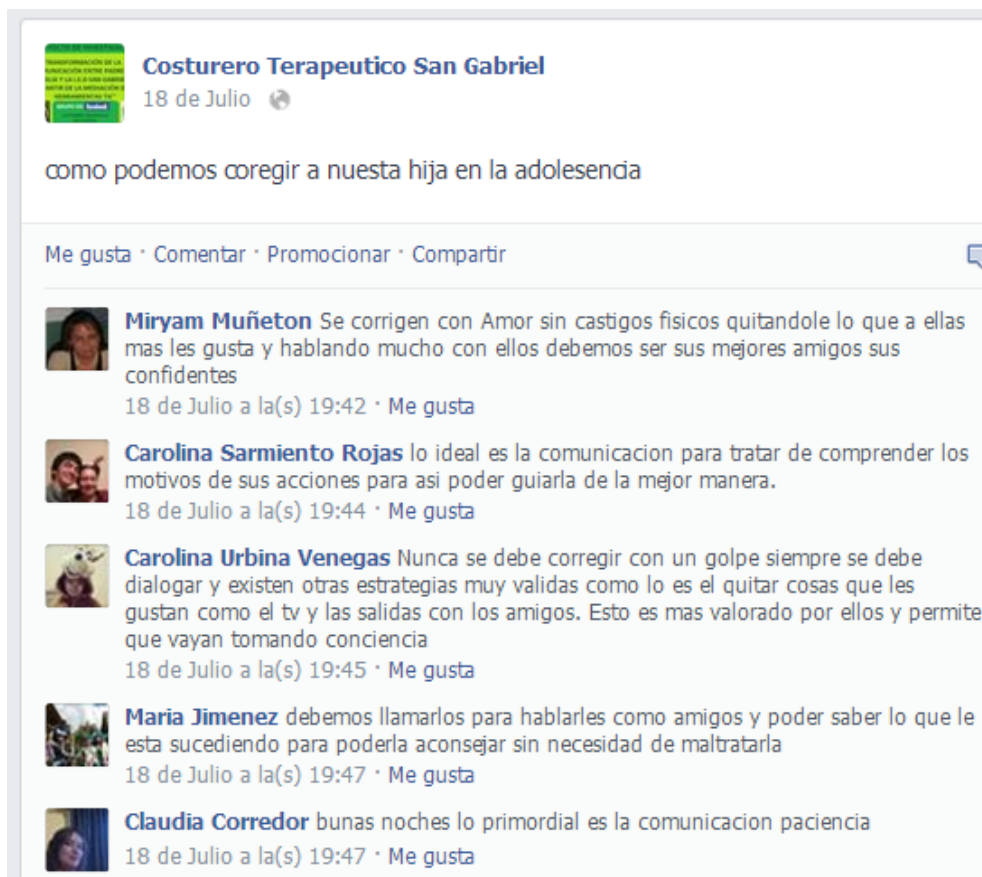 Costurero Terapeutico San Gabriel
18 de Julio
como podemos coregir a nuesta hija en la adolesencia
Me gusta · Comentar · Promocionar · Compartir
Miryam Muñeton Se corrigen con Amor sin castigos fisicos quitandole lo que a ellas
mas les gusta y hablando mucho con ellos debemos ser sus mejores amigos sus
confidentes
18 de Julio a la(s) 19:42 · Me gusta
Carolina Sarmiento Rojas lo ideal es la comunicacion para tratar de comprender los
motivos de sus acciones para asi poder guiarla de la mejor manera.
18 de Julio a la(s) 19:44 · Me gusta
Carolina Urbina Venegas Nunca se debe corregir con un golpe siempre se debe
dialogar y existen otras estrategias muy validas como lo es el quitar cosas que les
gustan como el tv y las salidas con los amigos. Esto es mas valorado por ellos y permite
que vayan tomando conciencia
18 de Julio a la(s) 19:45 · Me gusta
Maria Jimenez debemos llamarlos para hablarles como amigos y poder saber lo que le
esta sucediendo para poderla aconsejar sin necesidad de maltratarla
18 de Julio a la(s) 19:47 · Me gusta
Claudia Corredor bunas noches lo primordial es la comunicacion paciencia
18 de Julio a la(s) 19:47 · Me gusta